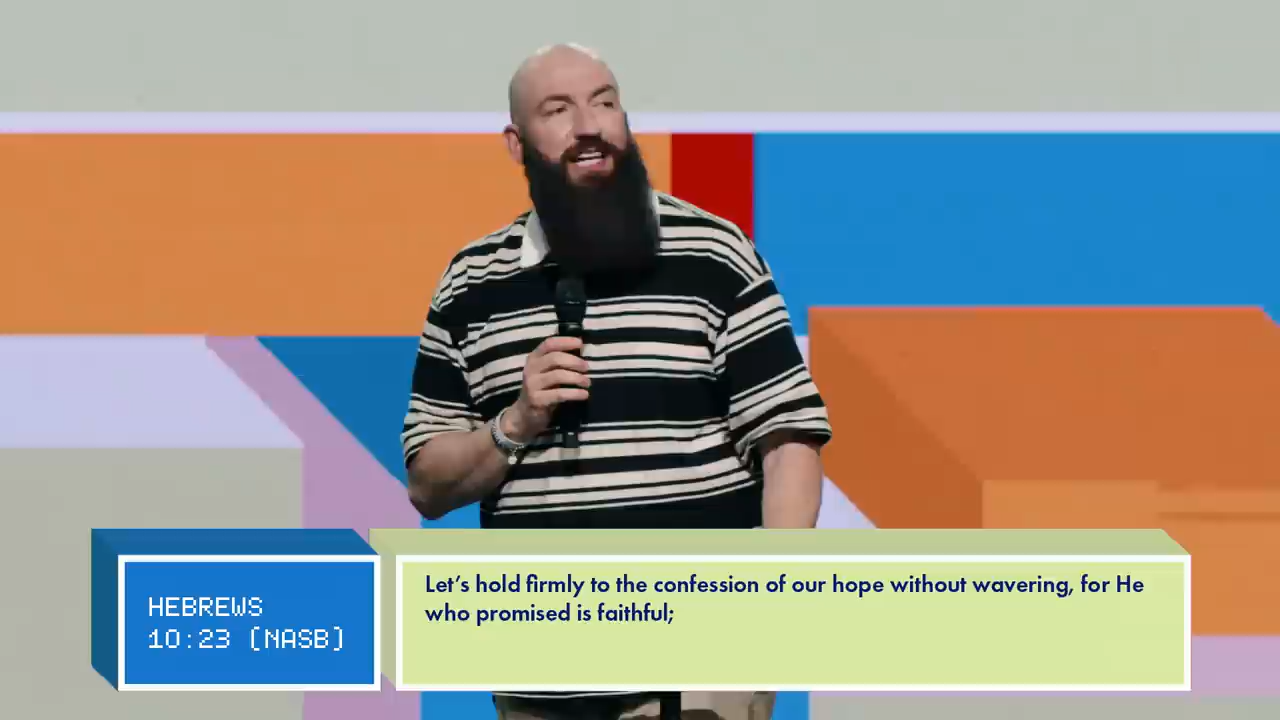 HEBREWS
10:23 [NASB]
Let's hold firmly to the confession of our hope without wavering, for He
who promised is faithful;